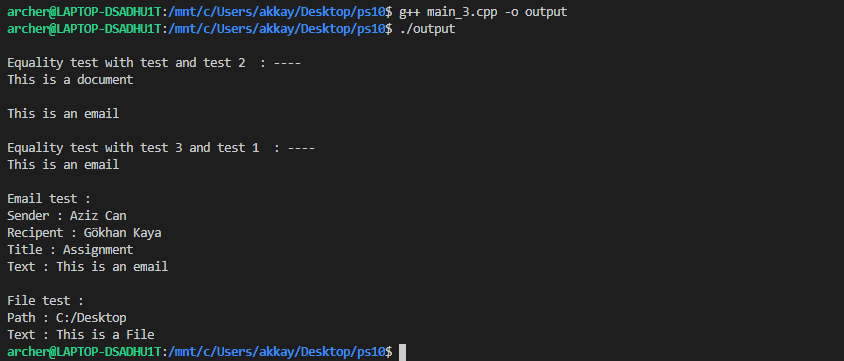 archer@LAPTOP-DSADHU1T:/mnt/c/Users/akkay/Desktop/ps10$ g++ main_3.cpp -o output
archer@LAPTOP-DSADHU1T:/mnt/c/Users/akkay/Desktop/ps10$ ./output
Equality test with test and test 2  : ----
This is a document
This is an email
Equality test with test 3 and test 1  : ----
This is an email
Email test :
Sender : Aziz Can
Recipent : Gökhan Kaya
Title : Assignment
Text : This is an email
File test :
Path : C:/Desktop
Text : This is a File
archer@LAPTOP-DSADHU1T:/mnt/c/Users/akkay/Desktop/ps10$